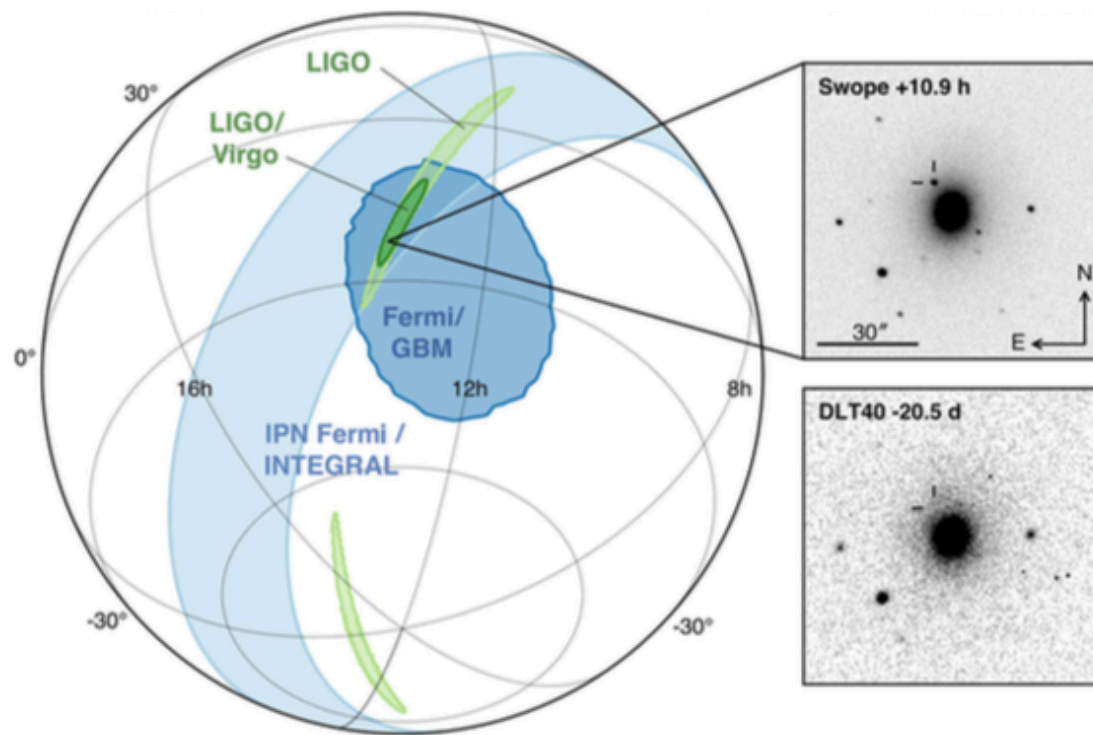 LIGO
30°
LIGO/
Virgo
Swope +10.9 h
N
E
30"
Fermi/
GBM
0°
16h
12h
8h
DLT40 -20.5 d
IPN Fermi /
INTEGRAL
-30°
-30°